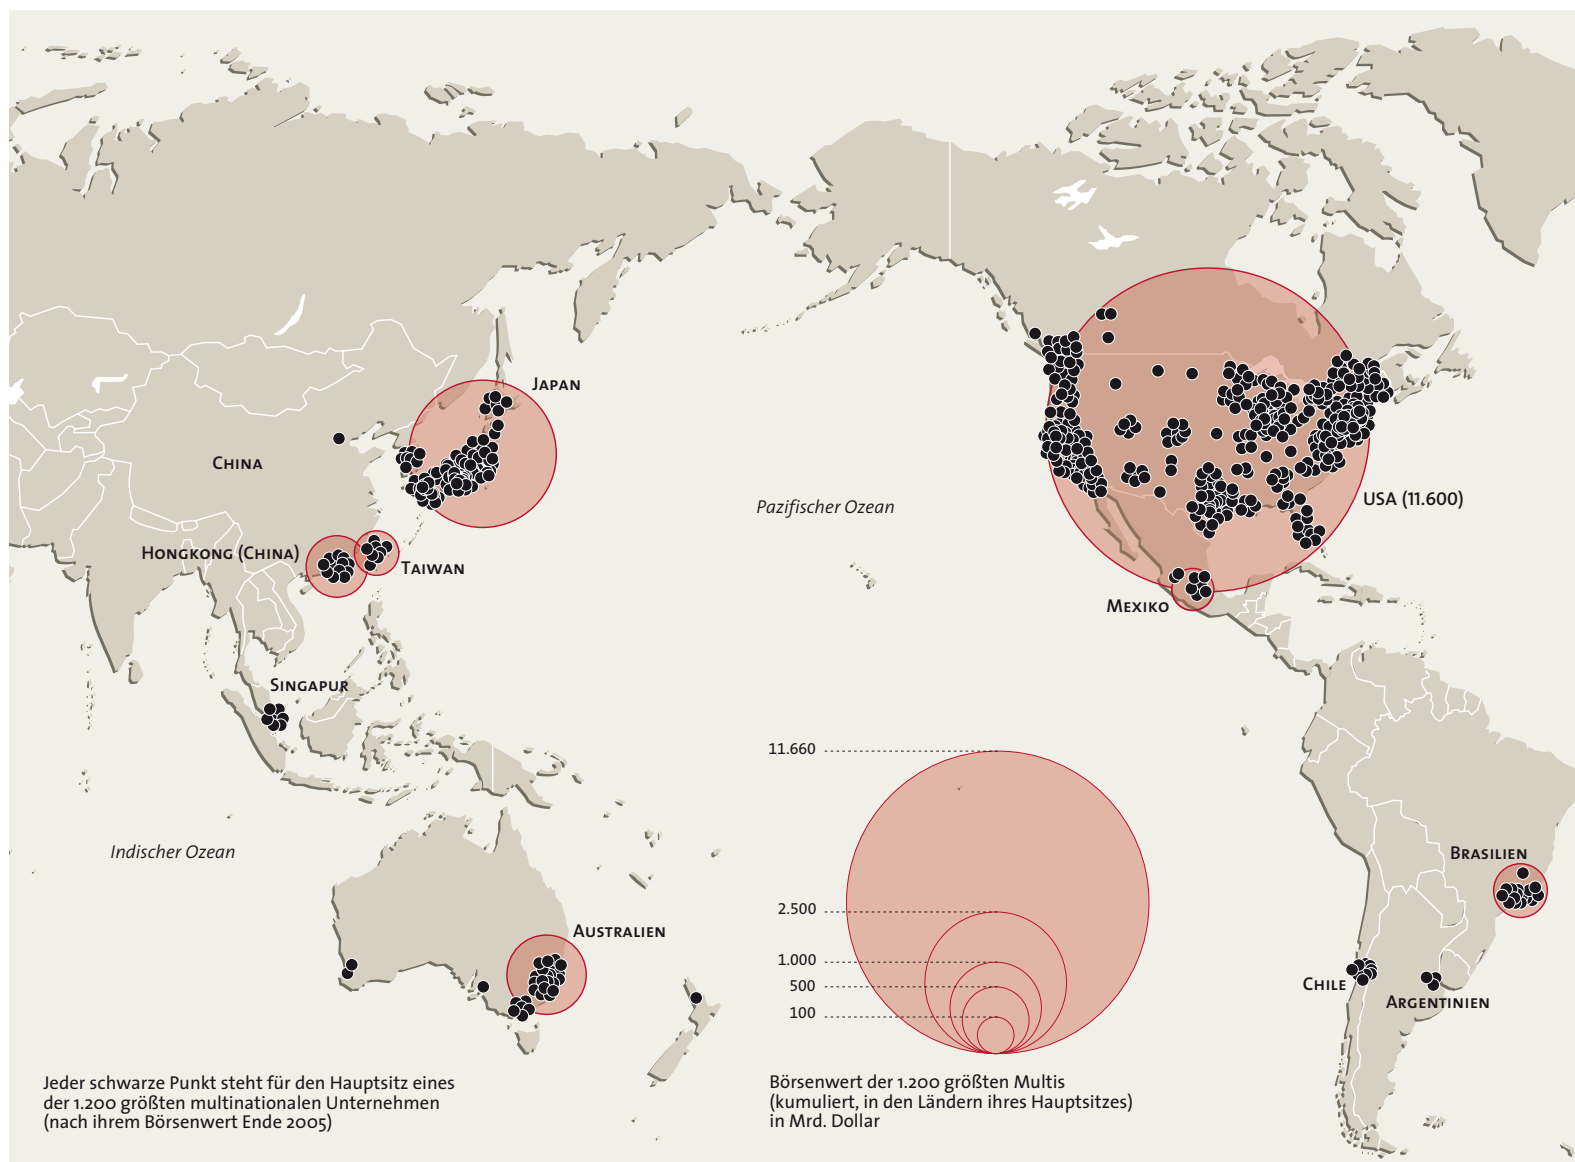 Japan
China
Pazifischer Ozean
USA (11.600)
Hongkong (China)
Taiwan
Mexiko
Singapur
11.660
Indischer Ozean
Brasilien
2.500
Australien
1.000
500
Chile
Argentinien
100
Jeder schwarze Punkt steht für den Hauptsitz eines
der 1.200 größten multinationalen Unternehmen
(nach ihrem Börsenwert Ende 2005)
Börsenwert der 1.200 größten Multis
(kumuliert, in den Ländern ihres Hauptsitzes)
in Mrd. Dollar